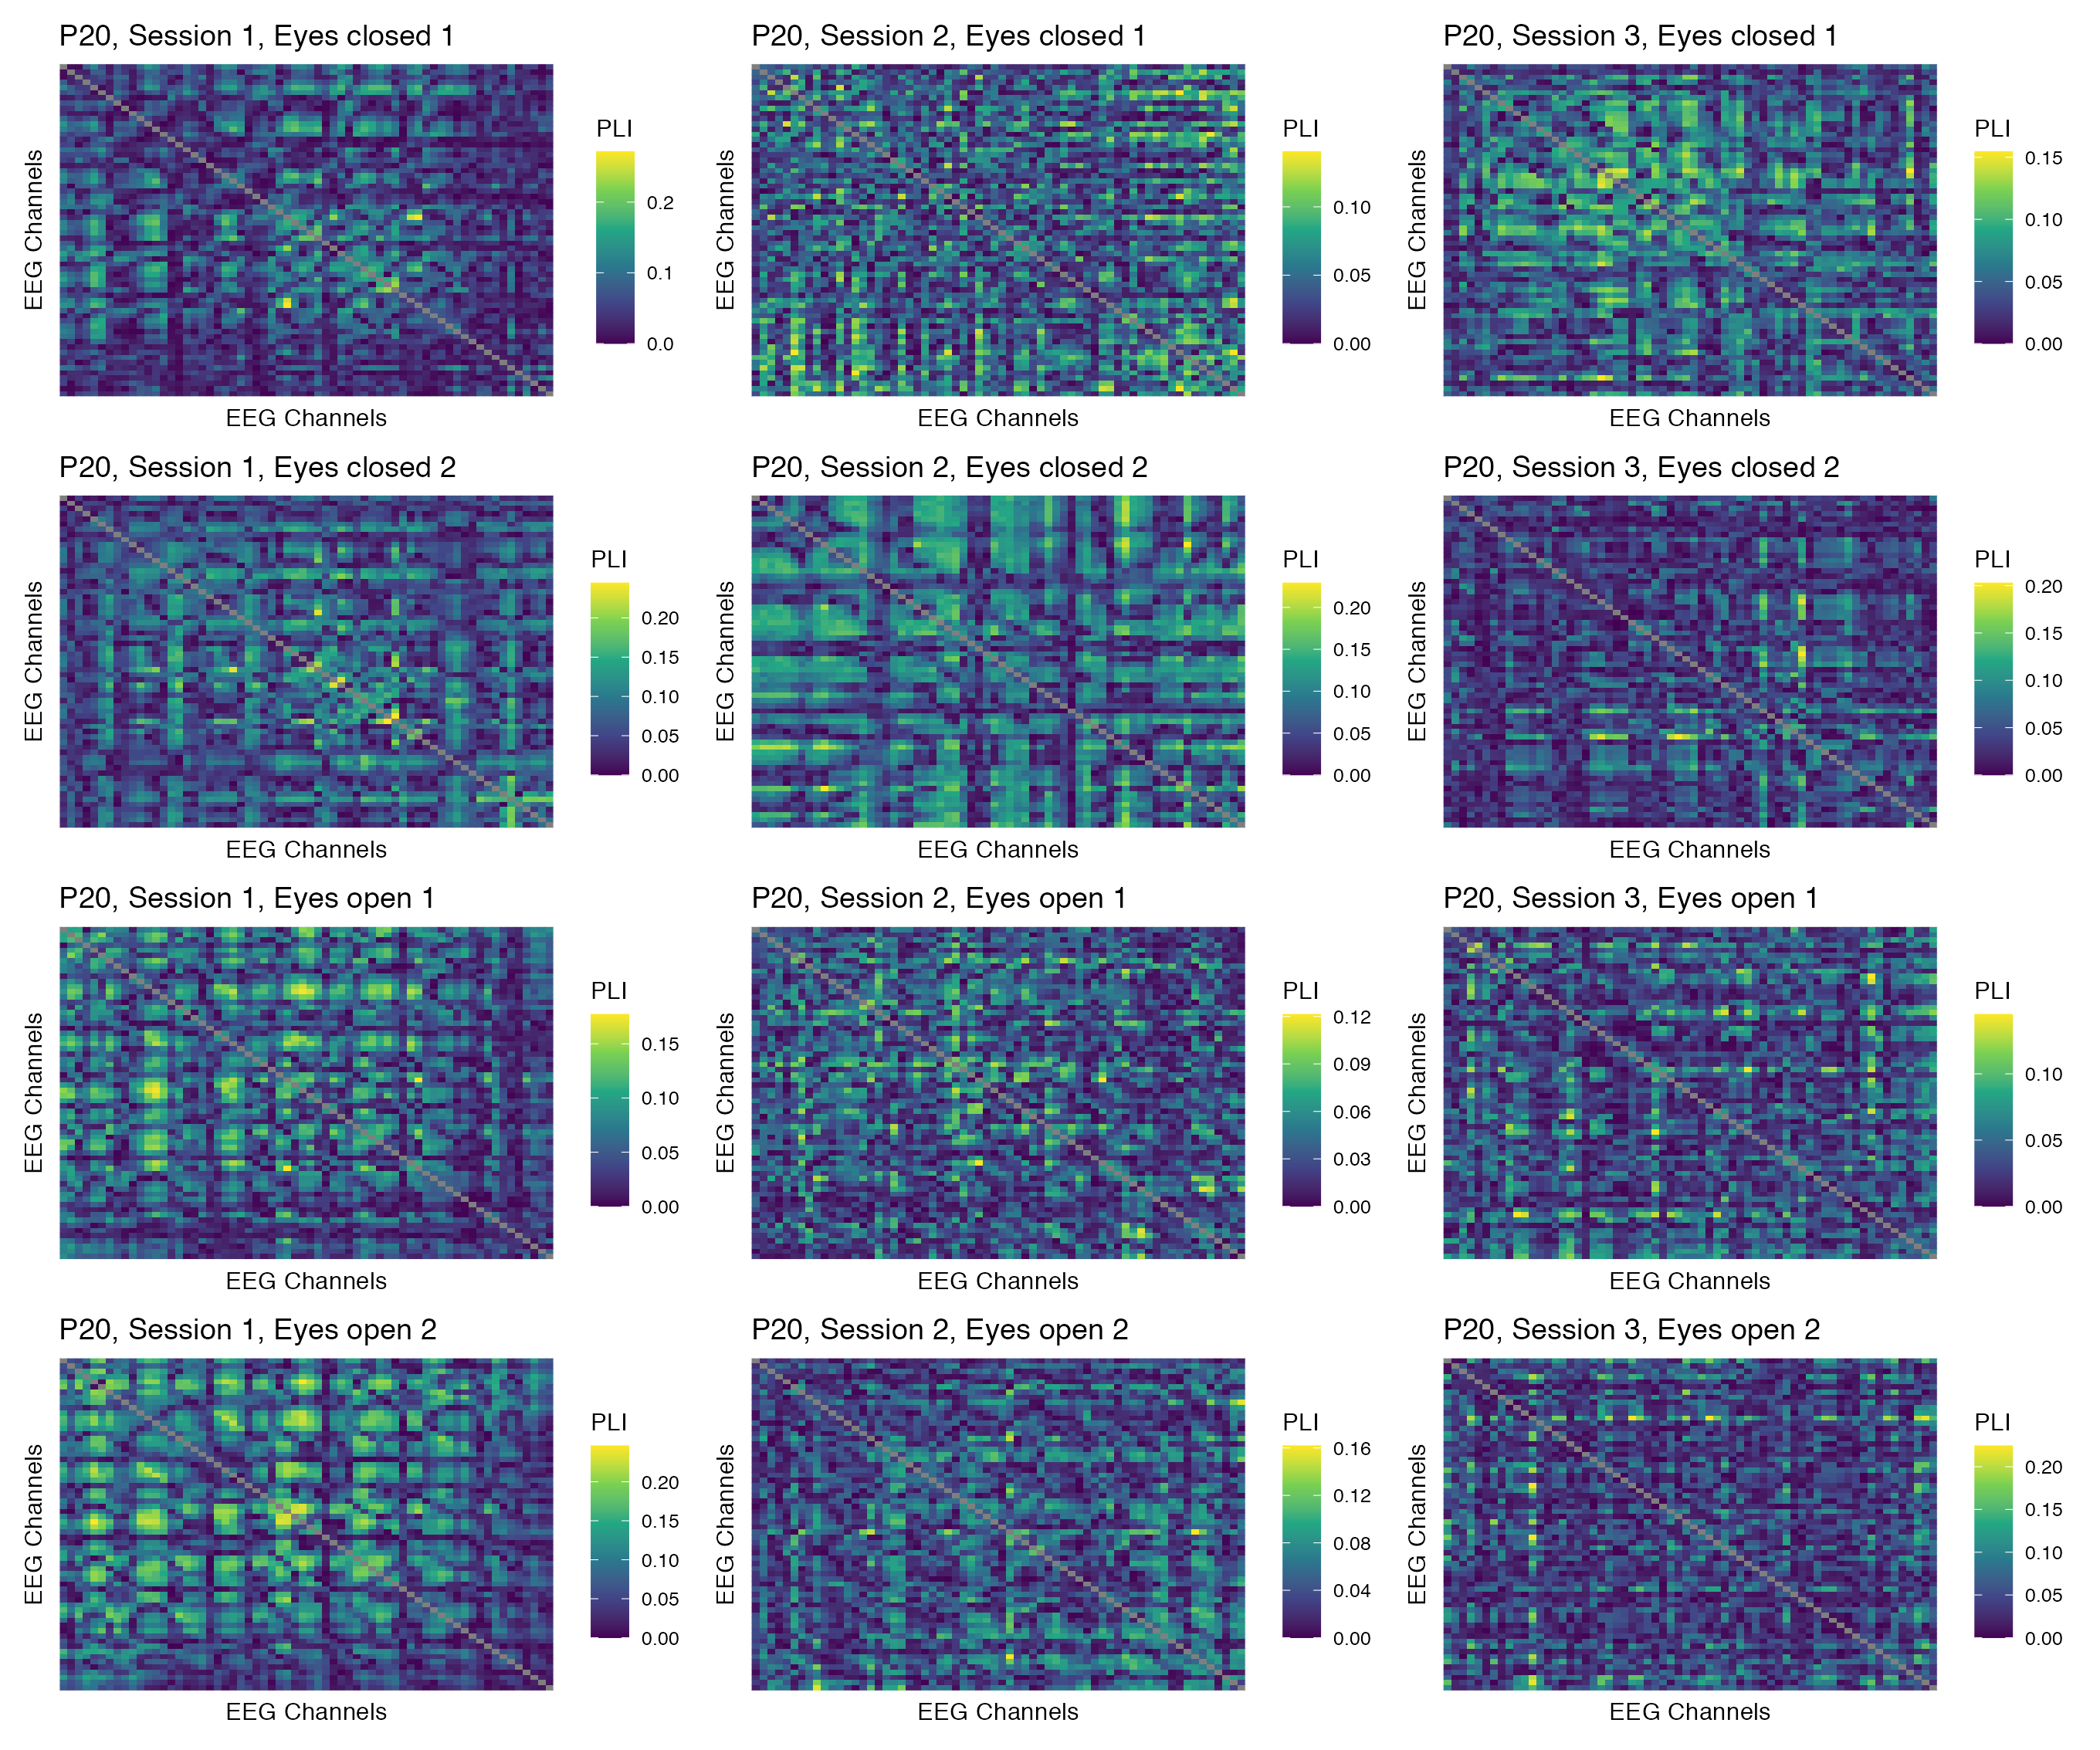 P20, Session 1, Eyes closed 1
P20, Session 2, Eyes closed 1
P20, Session 3, Eyes closed 1
EEG Channels
EEG Channels
PLI
0.2
0.1
0.0
EEG Channels
EEG Channels
PLI
0.10
0.05
0.00
EEG Channels
EEG Channels
PLI
0.15
0.10
0.05
0.00
P20, Session 1, Eyes closed 2
P20, Session 2, Eyes closed 2
P20, Session 3, Eyes closed 2
EEG Channels
EEG Channels
PLI
0.20
0.15
0.10
0.05
0.00
EEG Channels
EEG Channels
PLI
0.20
0.15
0.10
0.05
0.00
EEG Channels
EEG Channels
PLI
0.20
0.15
0.10
0.05
0.00
P20, Session 1, Eyes open 1
P20, Session 2, Eyes open 1
P20, Session 3, Eyes open 1
EEG Channels
EEG Channels
PLI
0.15
0.10
0.05
0.00
EEG Channels
EEG Channels
PLI
0.12
0.09
0.06
0.03
0.00
EEG Channels
EEG Channels
PLI
0.10
0.05
0.00
P20, Session 1, Eyes open 2
P20, Session 2, Eyes open 2
P20, Session 3, Eyes open 2
EEG Channels
EEG Channels
PLI
0.20
0.15
0.10
0.05
0.00
EEG Channels
EEG Channels
PLI
0.16
0.12
0.08
0.04
0.00
EEG Channels
EEG Channels
PLI
0.20
0.15
0.10
0.05
0.00